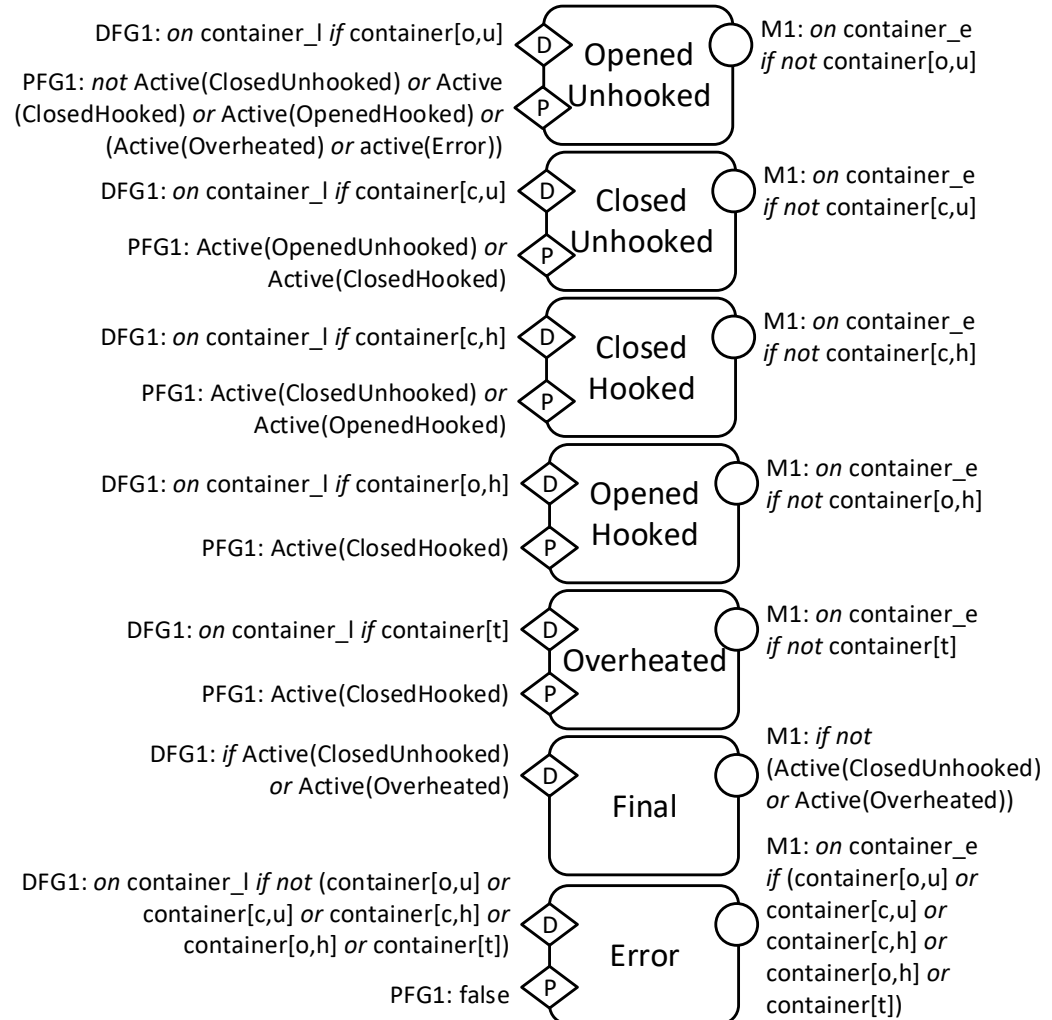 DFG1: on container_l if container[o,u]
D
Opened
Unhooked
M1: on container_e
if not container[o,u]
PFG1: not Active(ClosedUnhooked) or Active
(ClosedHooked) or Active(OpenedHooked) or
(Active(Overheated) or active(Error))
P
DFG1: on container_l if container[c,u]
D
Closed
Unhooked
M1: on container_e
if not container[c,u]
PFG1: Active(OpenedUnhooked) or
Active(ClosedHooked)
P
DFG1: on container_l if container[c,h]
D
Closed
Hooked
M1: on container_e
if not container[c,h]
PFG1: Active(ClosedUnhooked) or
Active(OpenedHooked)
P
DFG1: on container_l if container[o,h]
D
Opened
Hooked
M1: on container_e
if not container[o,h]
PFG1: Active(ClosedHooked)
P
DFG1: on container_l if container[t]
D
Overheated
M1: on container_e
if not container[t]
PFG1: Active(ClosedHooked)
P
DFG1: if Active(ClosedUnhooked)
or Active(Overheated)
D
Final
M1: if not
(Active(ClosedUnhooked)
or Active(Overheated))
DFG1: on container_l if not (container[o,u] or
container[c,u] or container[c,h] or
container[o,h] or container[t])
D
Error
M1: on container_e
if (container[o,u] or
container[c,u] or
container[c,h] or
container[o,h] or
container[t])
PFG1: false
P